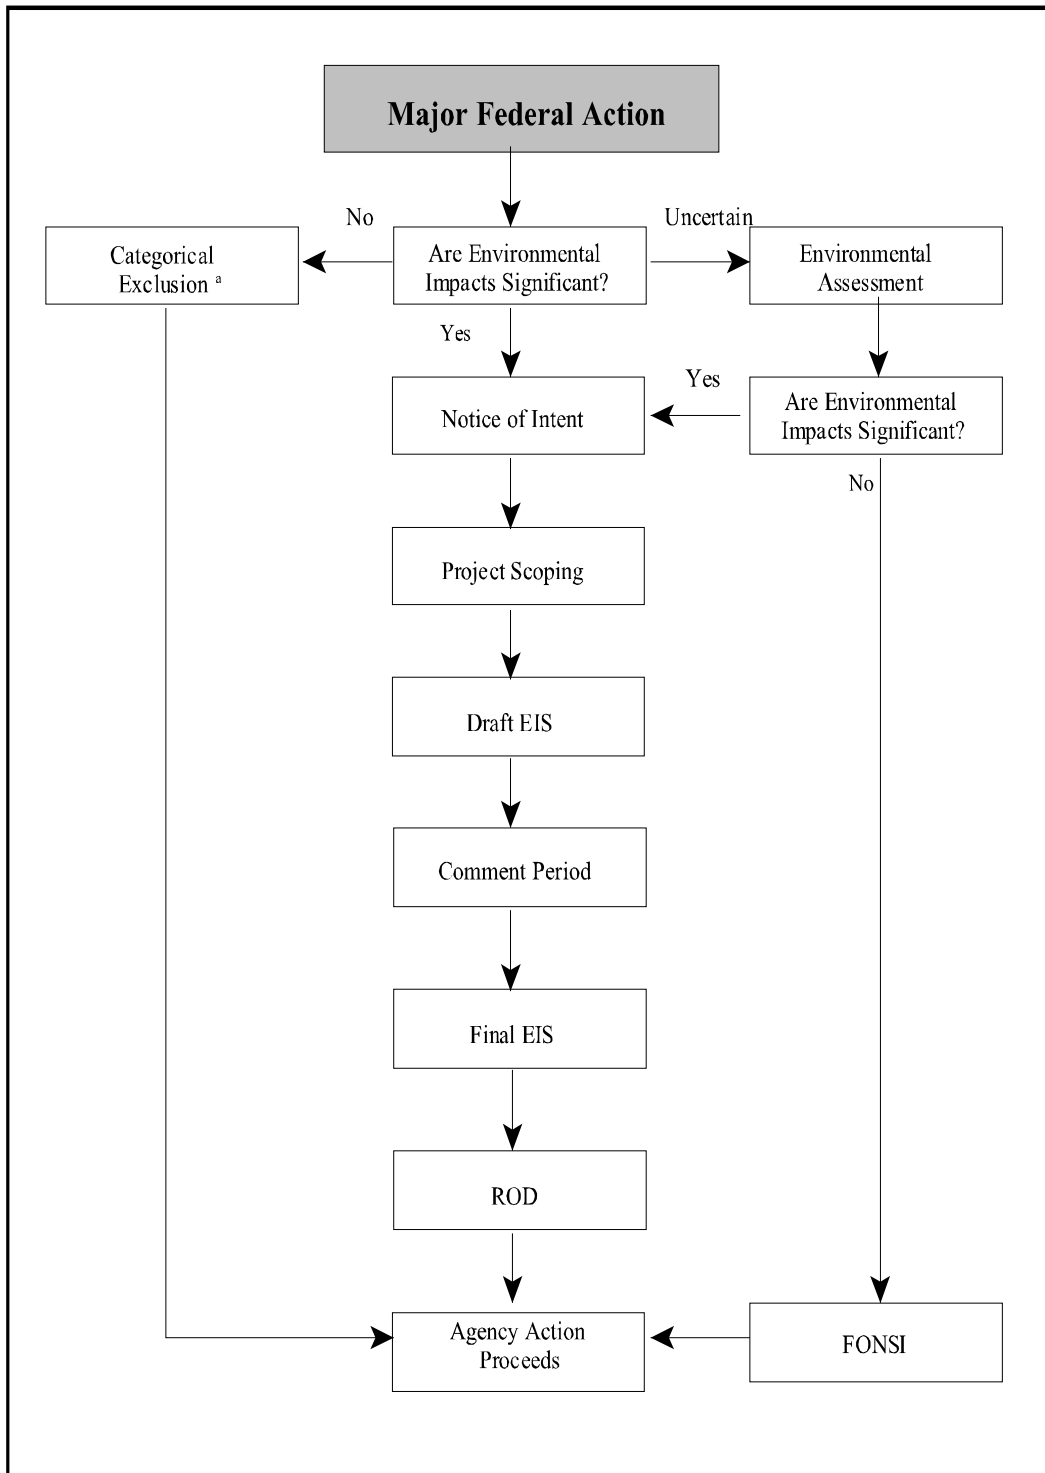 Major Federal Action
No
Uncertain
Categorical
Exclusion a
Are Environmental
Impacts Significant?
Environmental
Assessment
Yes
Notice of Intent
Yes
Are Environmental
Impacts Significant?
No
Project Scoping
Draft EIS
Comment Period
Final EIS
ROD
Agency Action
Proceeds
FONSI